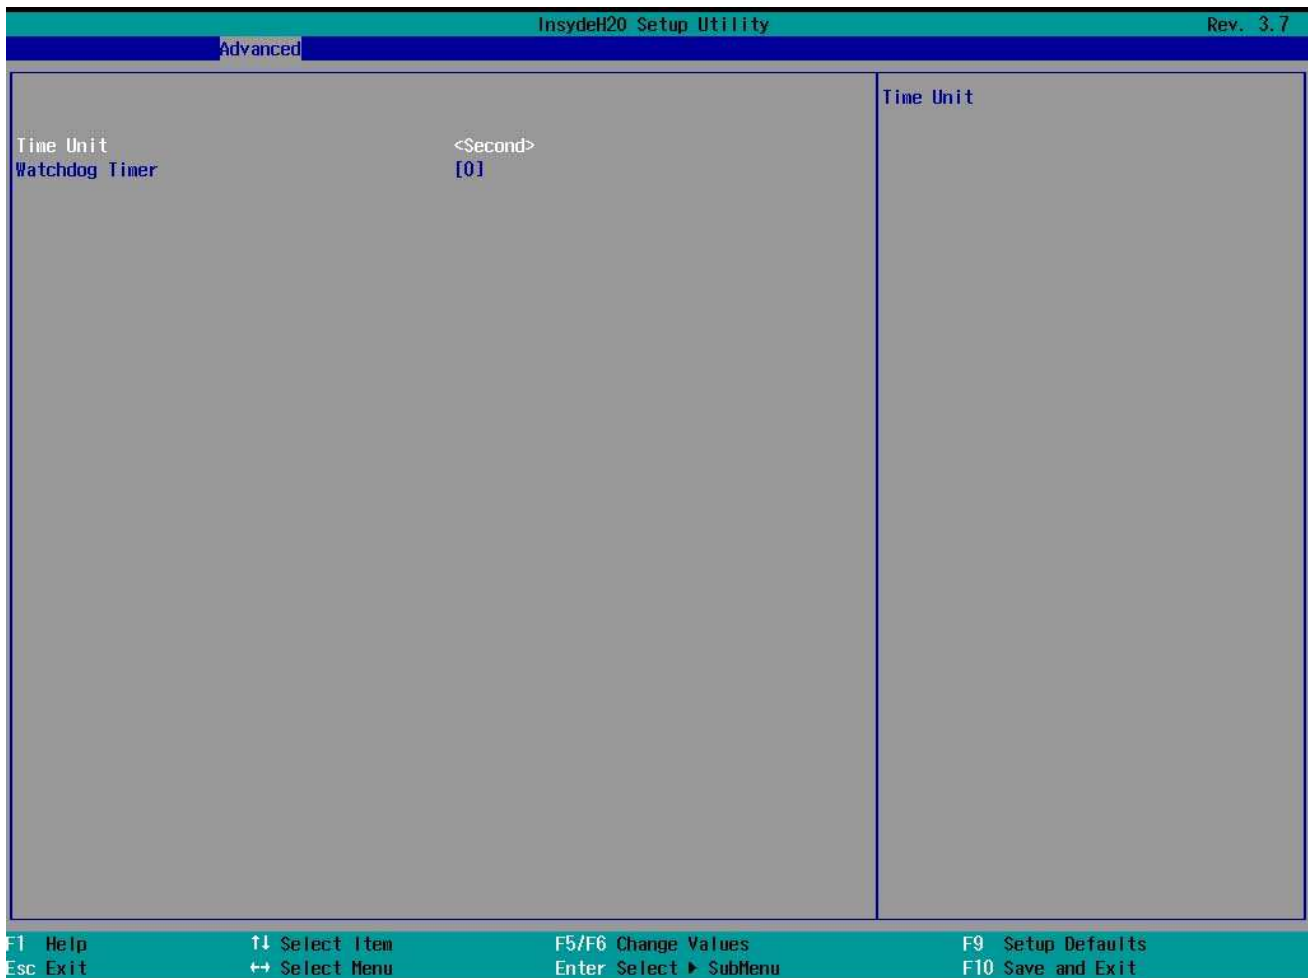 InsydeH20 Setup Utility Rev. 3.7
Advanced
Time Unit
Time Unit <Second>
Watchdog Timer [0]
F1 Help ↑↓ Select Item F5/F6 Change Values F9 Setup Defaults
Esc Exit ↔ Select Menu Enter Select ▶ SubMenu F10 Save and Exit